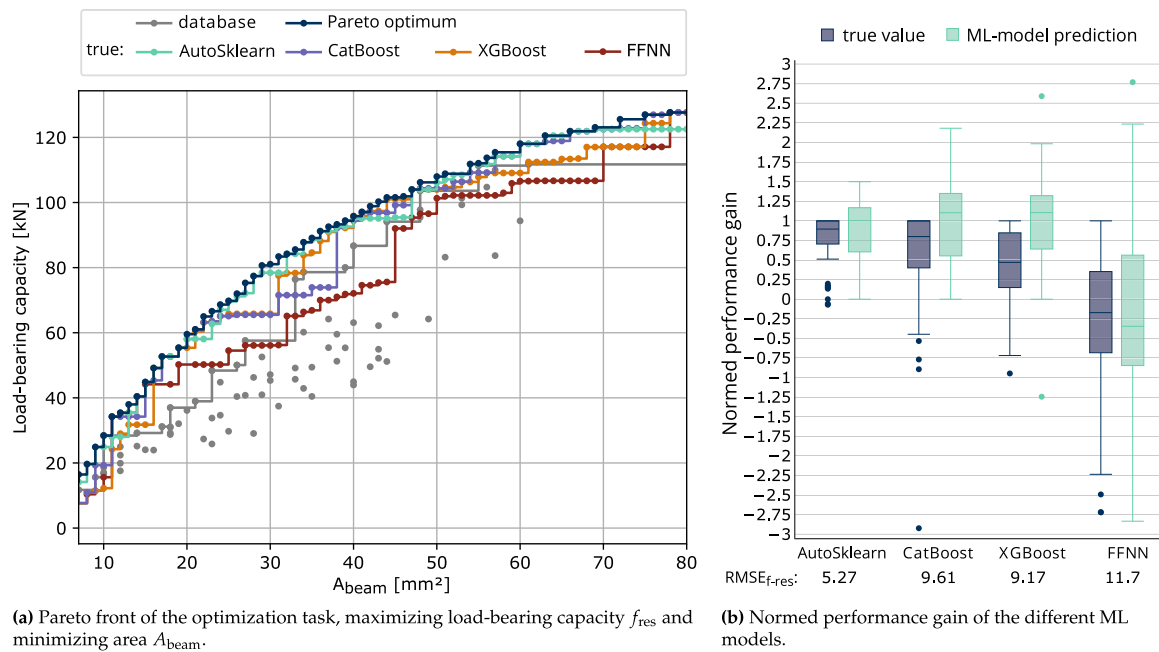 database
Pareto optimum
true:
AutoSklearn
CatBoost
XGBoost
FFNN
Load-bearing capacity [kN]
120
100
80
60
40
20
0
10 20 30 40 50 60 70 80
A_beam [mm²]
(a) Pareto front of the optimization task, maximizing load-bearing capacity f_res and
minimizing area A_beam.
true value
ML-model prediction
Normed performance gain
3
2.75
2.5
2.25
2
1.75
1.5
1.25
1
0.75
0.5
0.25
0
−0.25
−0.5
−0.75
−1
−1.25
−1.5
−1.75
−2
−2.25
−2.5
−2.75
−3
AutoSklearn CatBoost XGBoost FFNN
RMSE_f-res: 5.27 9.61 9.17 11.7
(b) Normed performance gain of the different ML
models.